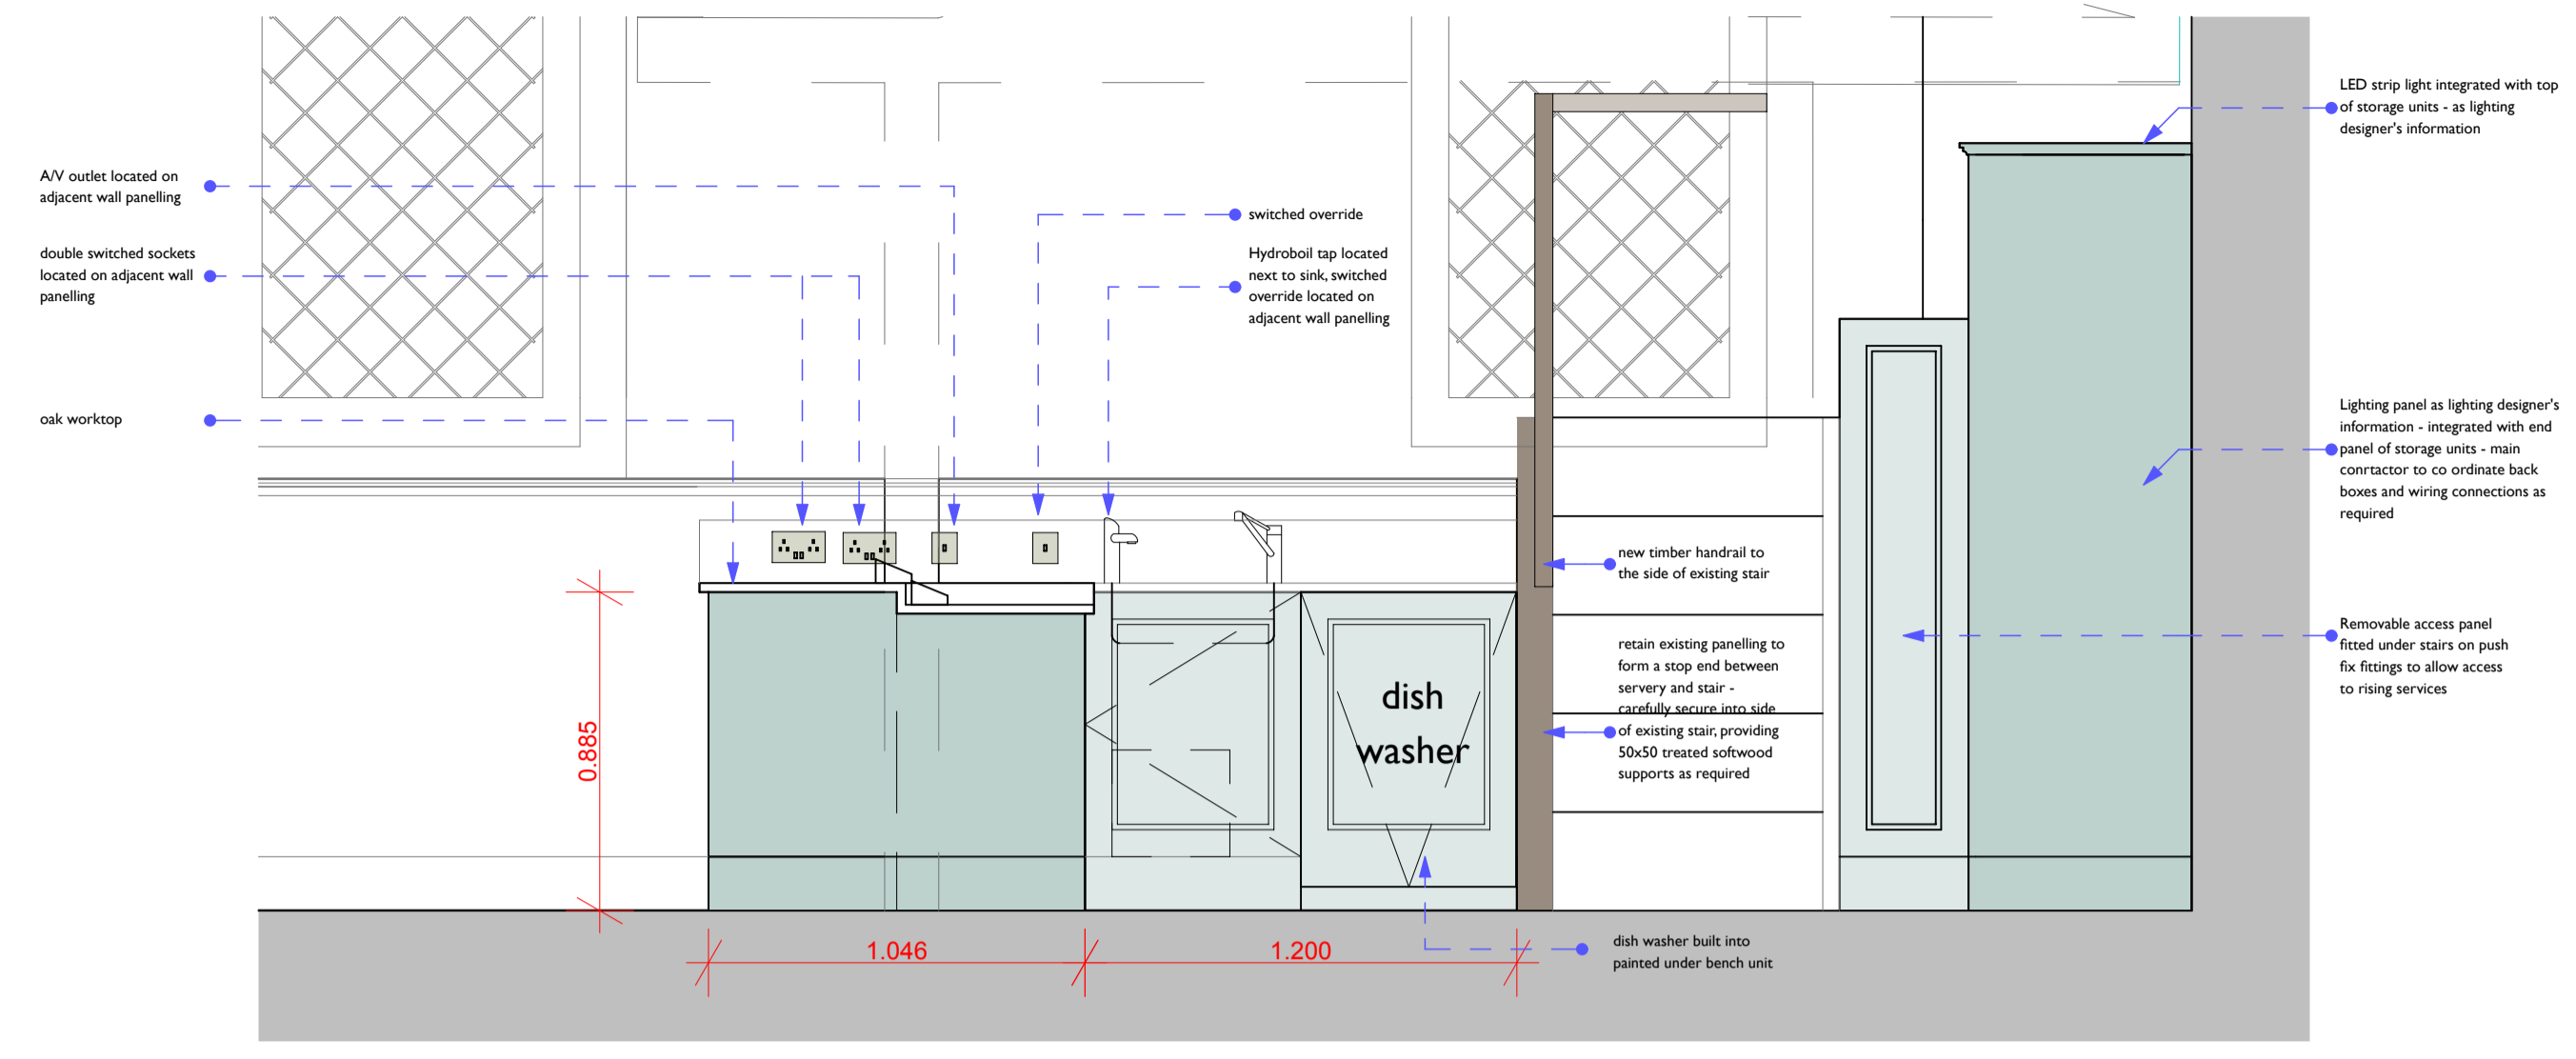 A/V outlet located on
adjacent wall panelling
double switched sockets
located on adjacent wall
panelling
oak worktop
switched override
Hydroboil tap located
next to sink, switched
override located on
adjacent wall panelling
LED strip light integrated with top
of storage units - as lighting
designer's information
Lighting panel as lighting designer's
information - integrated with end
panel of storage units - main
conrtactor to co ordinate back
boxes and wiring connections as
required
new timber handrail to
the side of existing stair
retain existing panelling to
form a stop end between
servery and stair -
carefully secure into side
of existing stair, providing
50x50 treated softwood
supports as required
Removable access panel
fitted under stairs on push
fix fittings to allow access
to rising services
dish
washer
0.885
1.046
1.200
dish washer built into
painted under bench unit